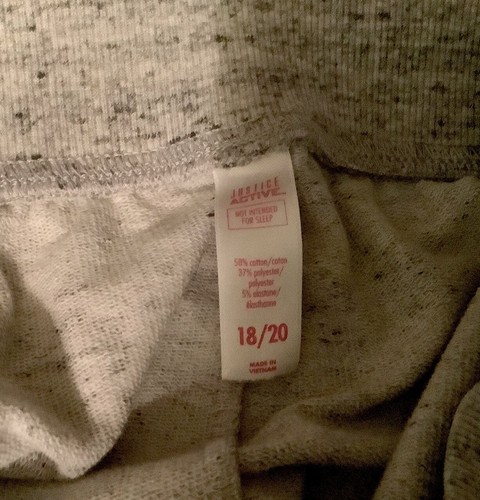 JUSTICE
ACTIVE
NOT INTENDED
FOR SLEEP
58% cotton/coton
37% polyester/
polyester
5% elastane/
élasthanne
18/20
MADE IN
VIETNAM